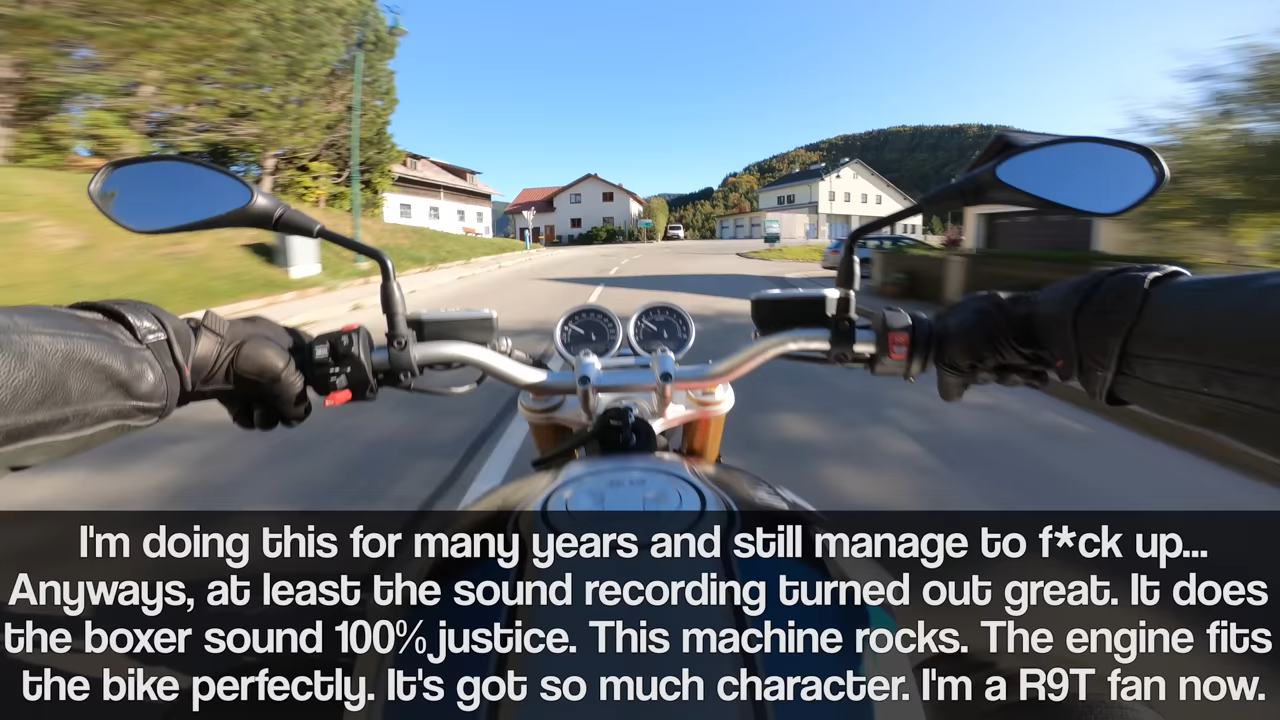 I'm doing this for many years and still manage to f*ck up...
Anyways, at least the sound recording turned out great. It does
the boxer sound 100% justice. This machine rocks. The engine fits
the bike perfectly. It's got so much character. I'm a R9T fan now.